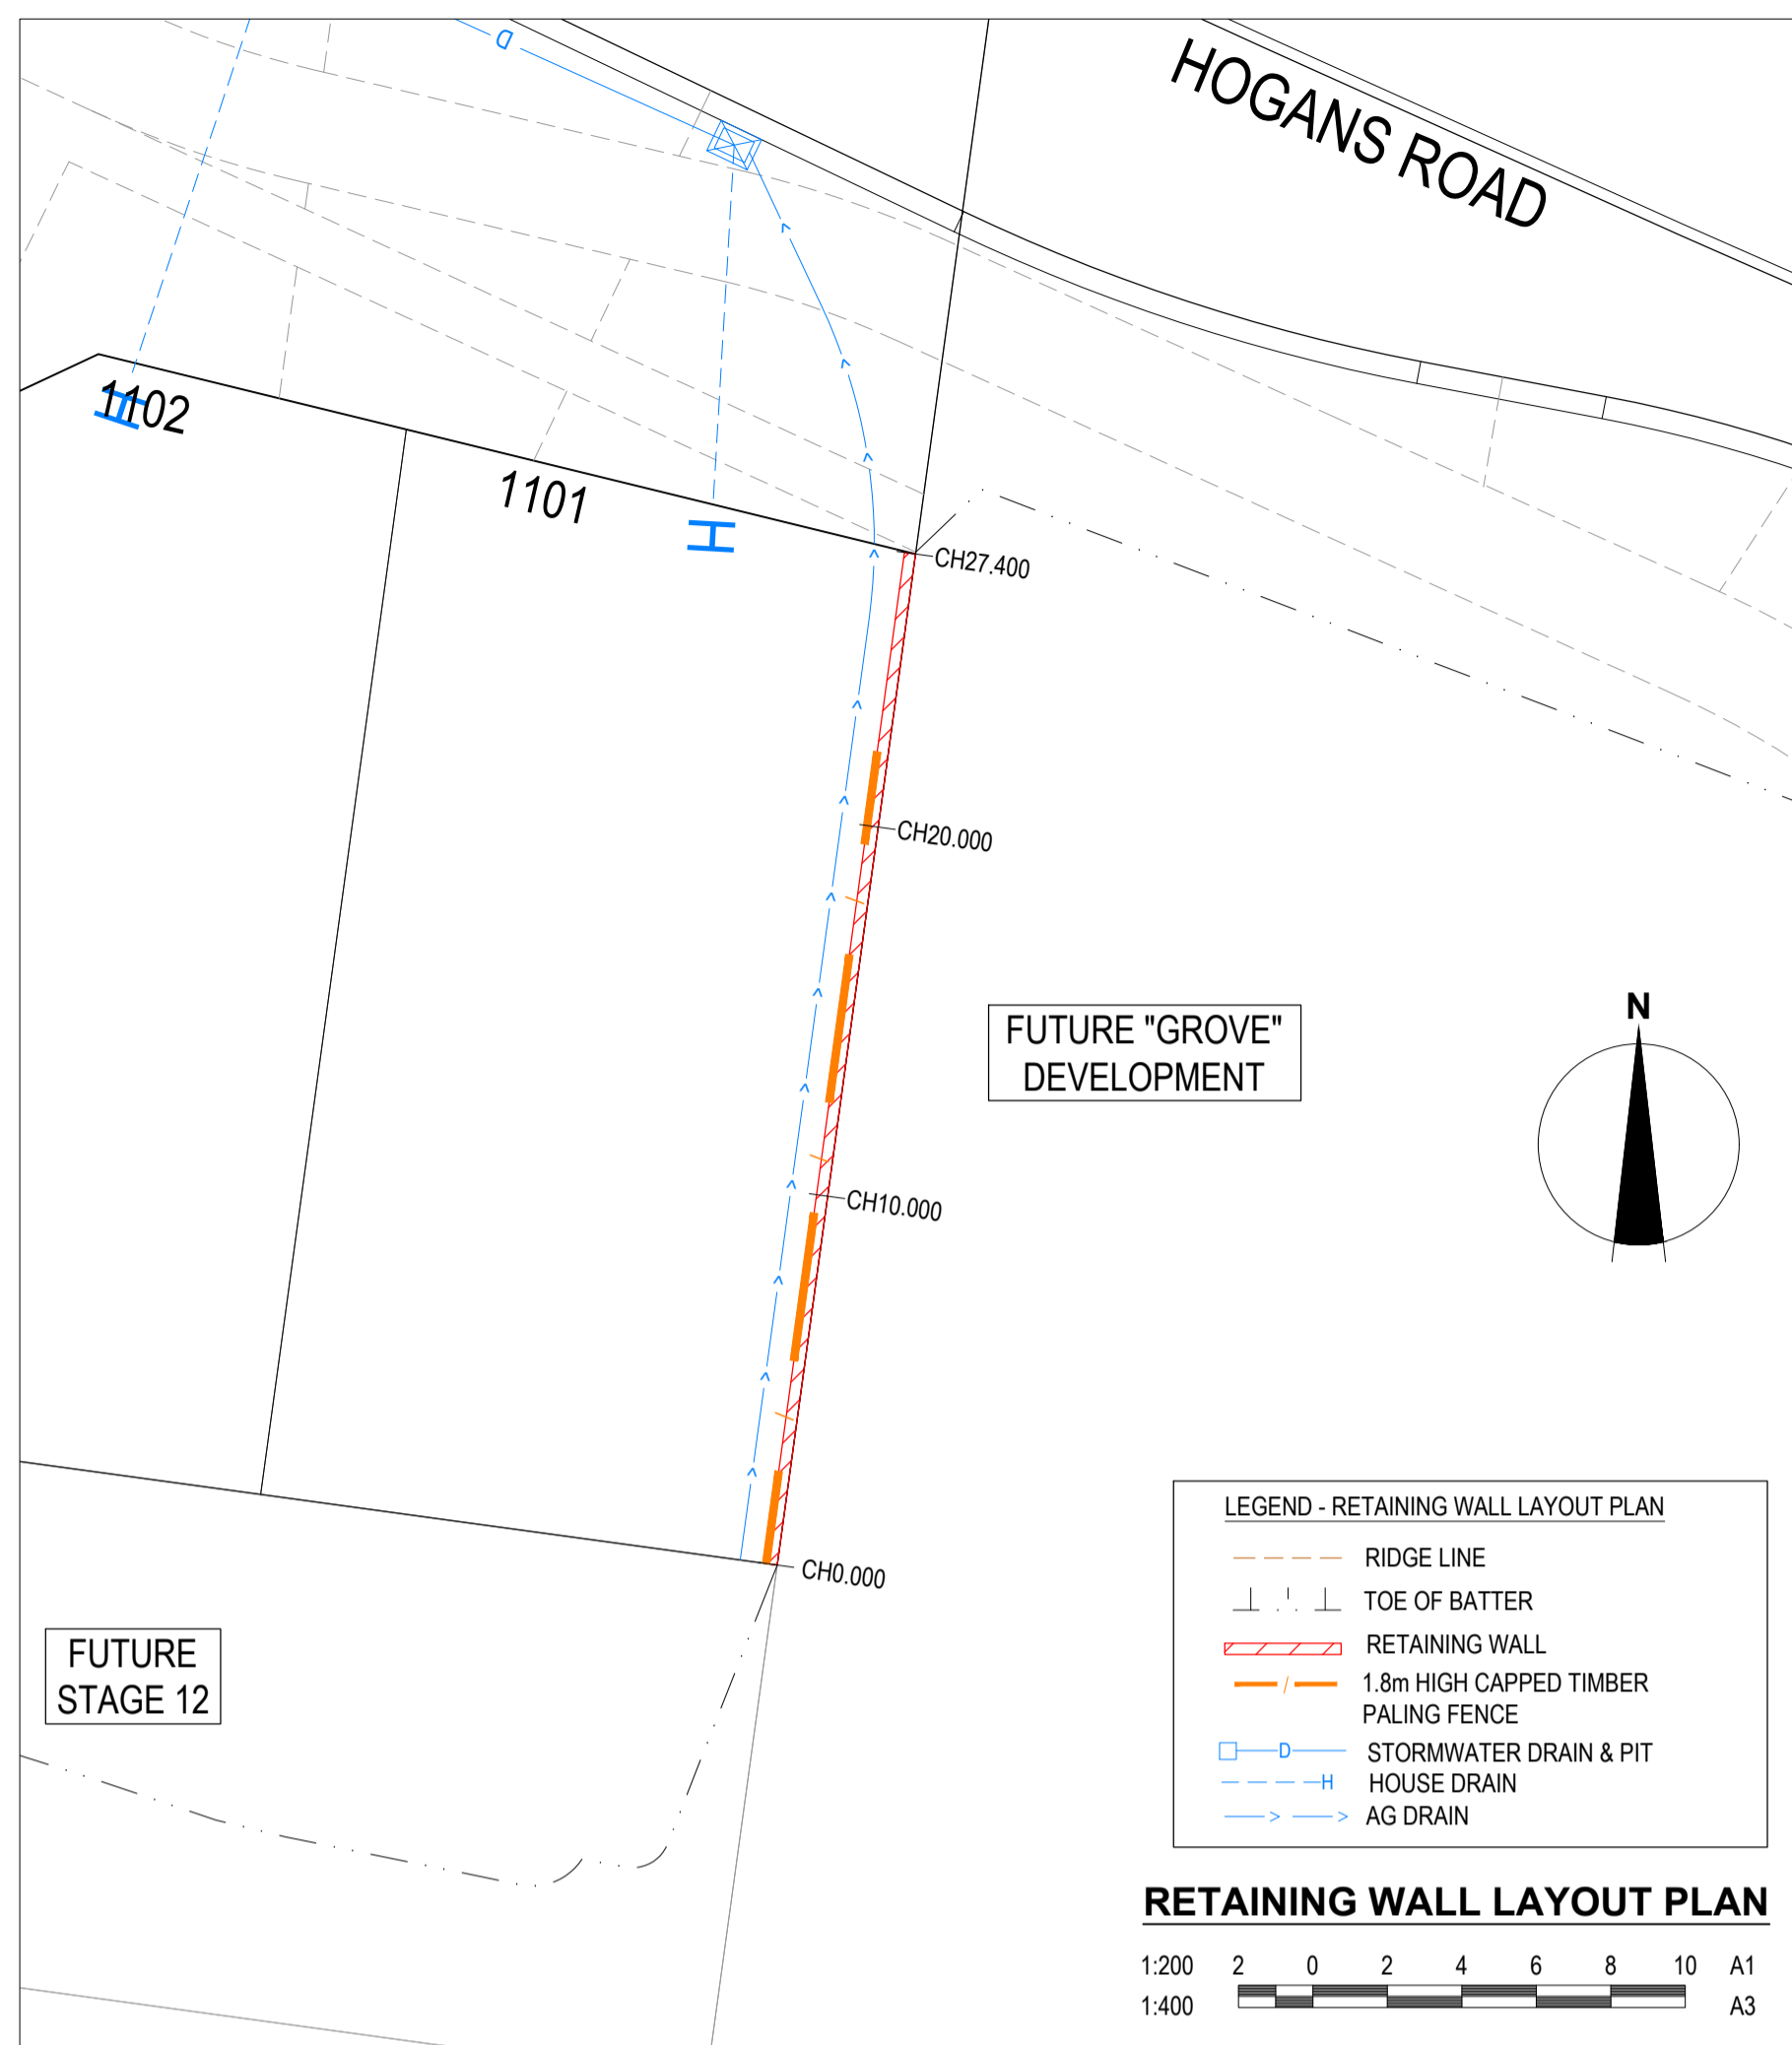 D
HOGANS ROAD
1102
H
1101
H
CH27.400
CH20.000
FUTURE "GROVE"
DEVELOPMENT
N
CH10.000
CH0.000
FUTURE
STAGE 12
LEGEND - RETAINING WALL LAYOUT PLAN
RIDGE LINE
TOE OF BATTER
RETAINING WALL
1.8m HIGH CAPPED TIMBER
PALING FENCE
D STORMWATER DRAIN & PIT
H HOUSE DRAIN
AG DRAIN
RETAINING WALL LAYOUT PLAN
1:200 2 0 2 4 6 8 10 A1
1:400 A3